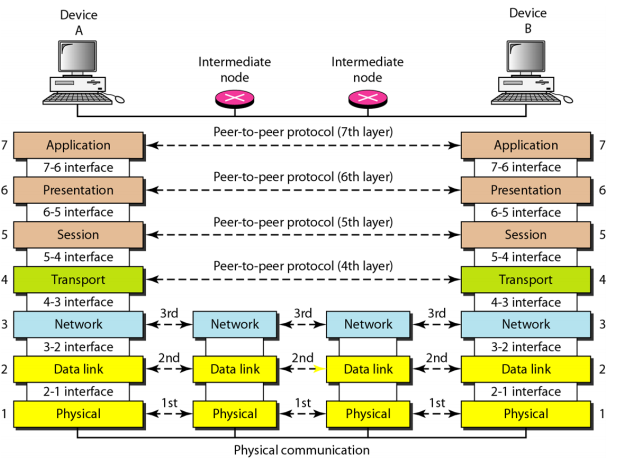 Device
A
Device
B
Intermediate
node
Intermediate
node
7 Application Peer-to-peer protocol (7th layer) Application 7
7-6 interface 7-6 interface
6 Presentation Peer-to-peer protocol (6th layer) Presentation 6
6-5 interface 6-5 interface
5 Session Peer-to-peer protocol (5th layer) Session 5
5-4 interface 5-4 interface
4 Transport Peer-to-peer protocol (4th layer) Transport 4
4-3 interface 4-3 interface
3 Network 3rd Network 3rd Network 3rd Network 3
3-2 interface 3-2 interface
2 Data link 2nd Data link 2nd Data link 2nd Data link 2
2-1 interface 2-1 interface
1 Physical 1st Physical 1st Physical 1st Physical 1
Physical communication